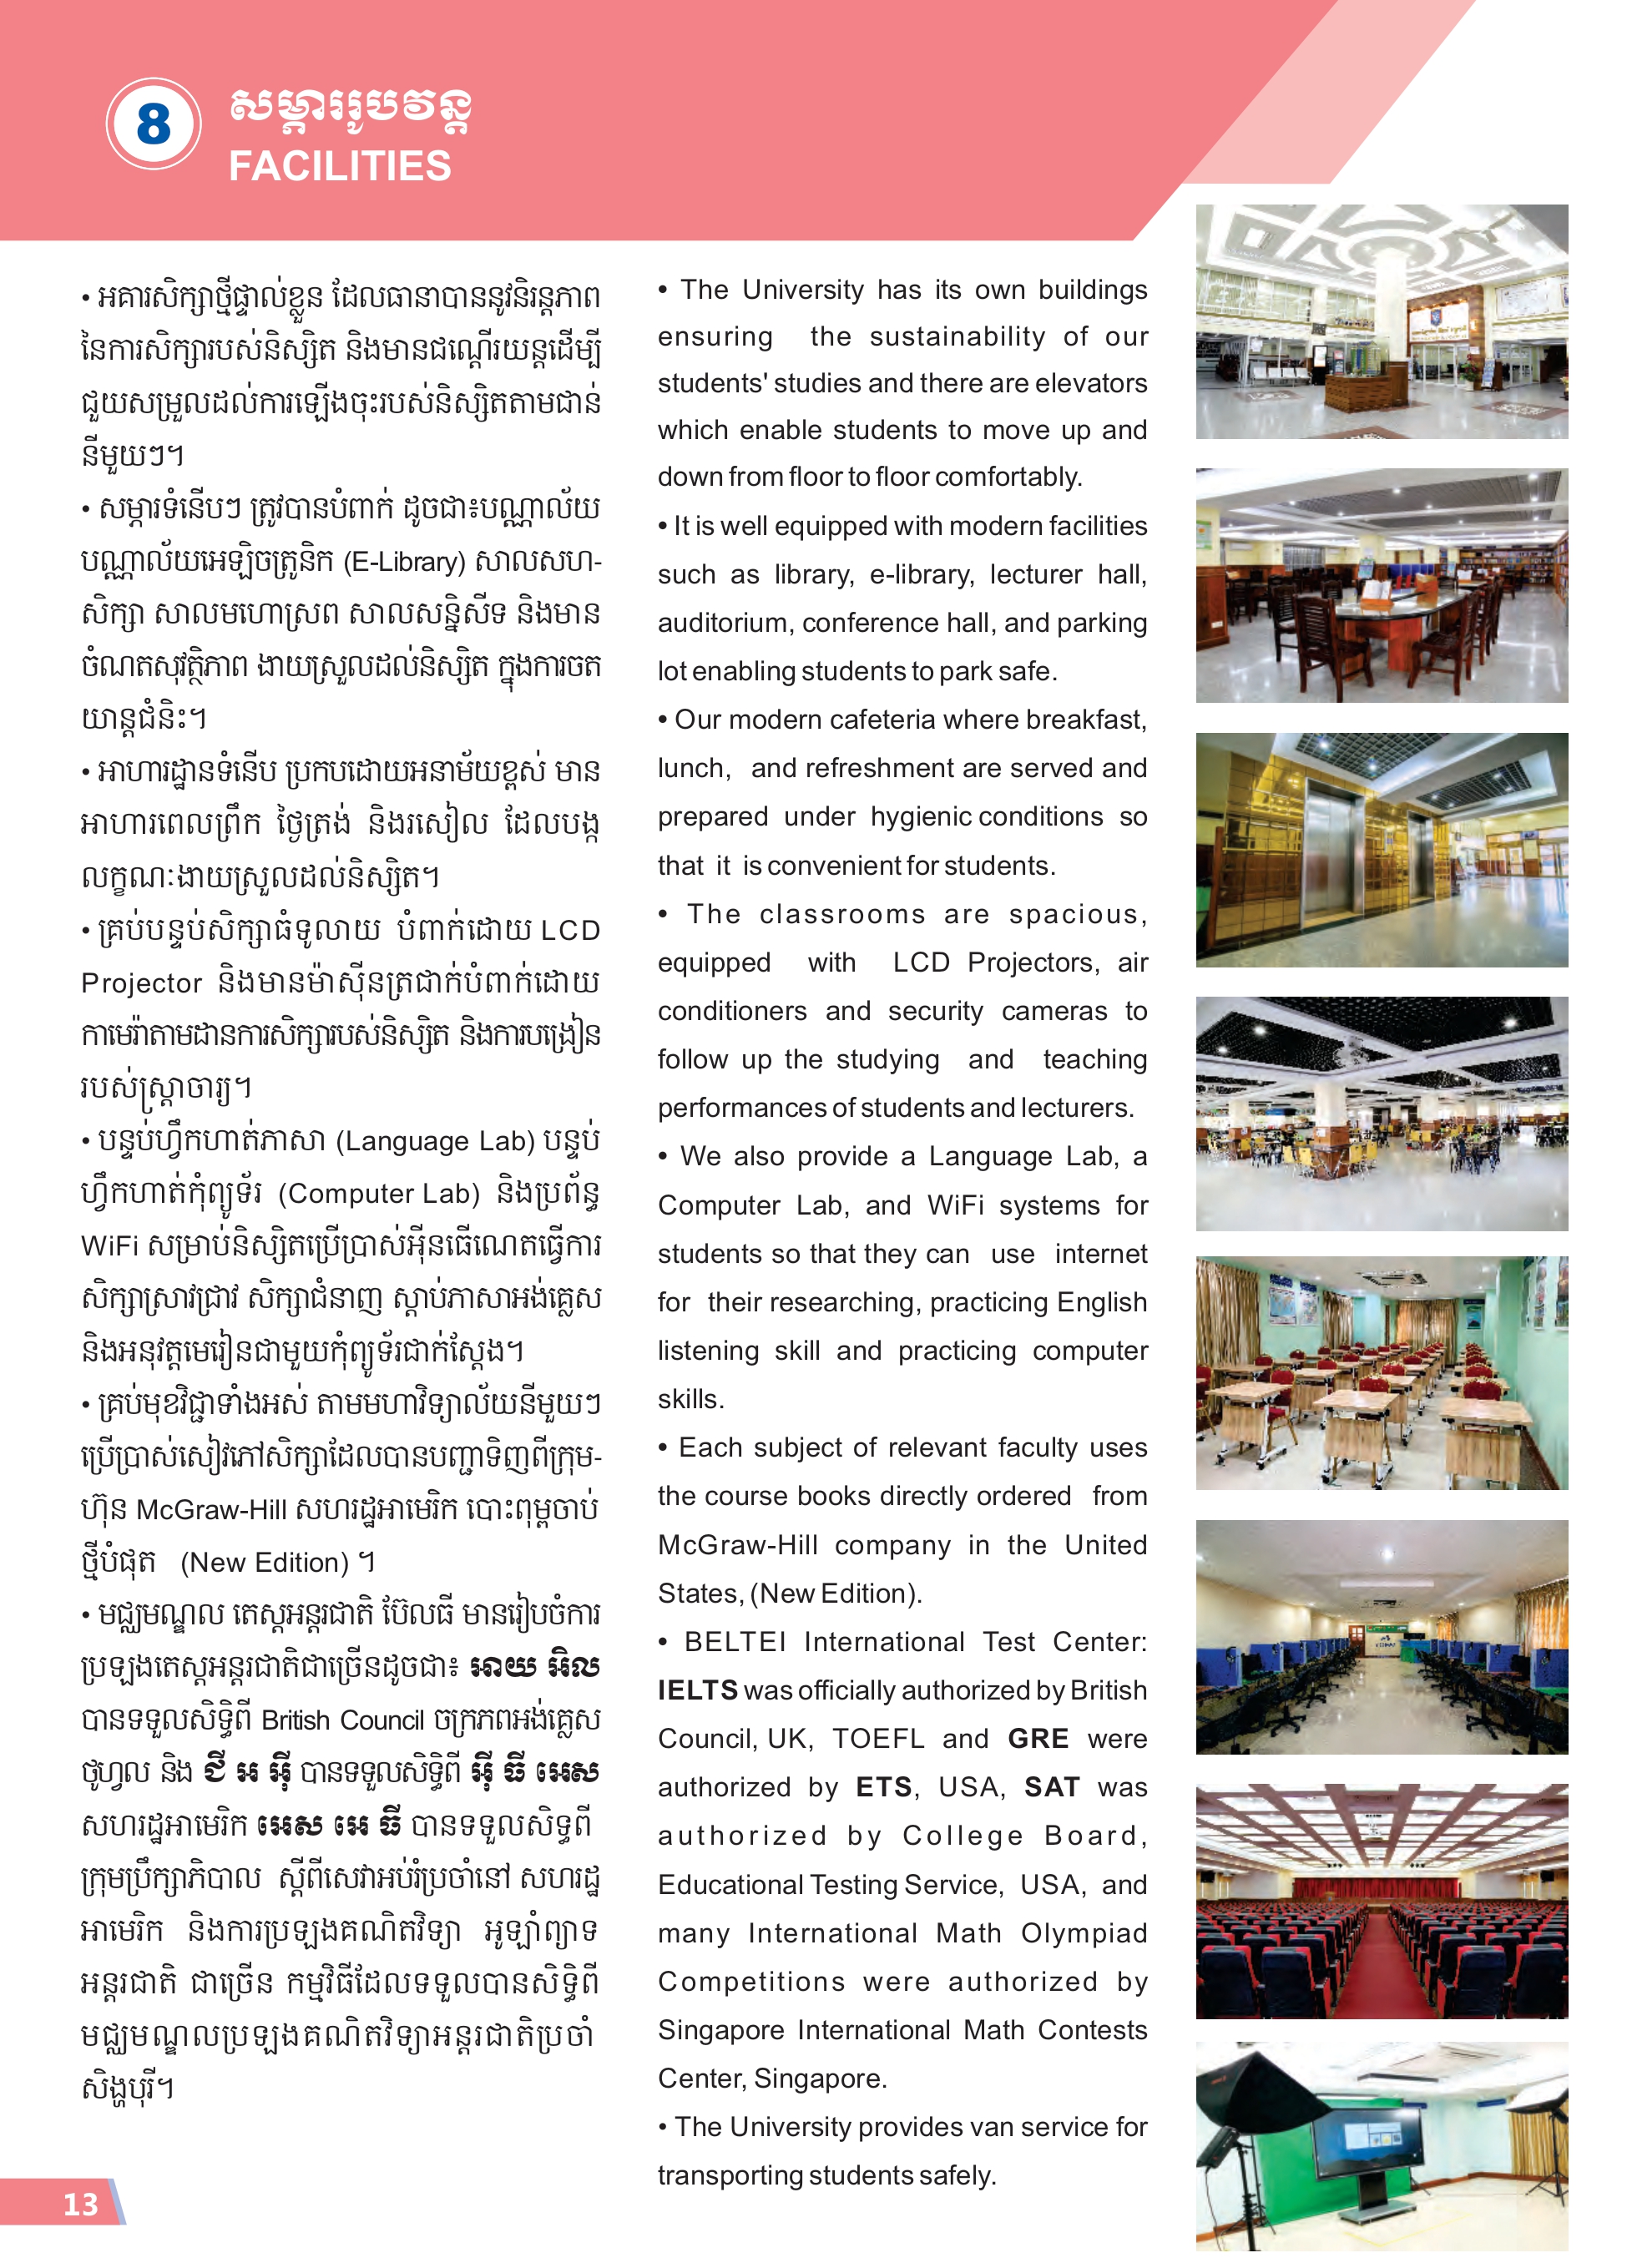 8
សម្ភាររូបវន្ត
FACILITIES
• អគារសិក្សាថ្មីផ្ទាល់ខ្លួន ដែលធានាបាននូវនិរន្តភាព
នៃការសិក្សារបស់និស្សិត និងមានជណ្តើរយន្តដើម្បី
ជួយសម្រួលដល់ការឡើងចុះរបស់និស្សិតតាមជាន់
នីមួយៗ។
• សម្ភារទំនើបៗ ត្រូវបានបំពាក់ ដូចជា៖បណ្ណាល័យ
បណ្ណាល័យអេឡិចត្រូនិក (E-Library) សាលសហ-
សិក្សា សាលមហោស្រព សាលសន្និសីទ និងមាន
ចំណតសុវត្ថិភាព ងាយស្រួលដល់និស្សិត ក្នុងការចត
យាន្តជំនិះ។
• អាហារដ្ឋានទំនើប ប្រកបដោយអនាម័យខ្ពស់ មាន
អាហារពេលព្រឹក ថ្ងៃត្រង់ និងរសៀល ដែលបង្ក
លក្ខណៈងាយស្រួលដល់និស្សិត។
• គ្រប់បន្ទប់សិក្សាធំទូលាយ បំពាក់ដោយ LCD
Projector និងមានម៉ាស៊ីនត្រជាក់បំពាក់ដោយ
កាមេរ៉ាតាមដានការសិក្សារបស់និស្សិត និងការបង្រៀន
របស់ស្ត្រាចារ្យ។
• បន្ទប់ហ្វឹកហាត់ភាសា (Language Lab) បន្ទប់
ហ្វឹកហាត់កុំព្យូទ័រ (Computer Lab) និងប្រព័ន្ធ
WiFi សម្រាប់និស្សិតប្រើប្រាស់អ៊ីនធើណេតធ្វើការ
សិក្សាស្រាវជ្រាវ សិក្សាជំនាញ ស្តាប់ភាសាអង់គ្លេស
និងអនុវត្តមេរៀនជាមួយកុំព្យូទ័រជាក់ស្តែង។
• គ្រប់មុខវិជ្ជាទាំងអស់ តាមមហាវិទ្យាល័យនីមួយៗ
ប្រើប្រាស់សៀវភៅសិក្សាដែលបានបញ្ជាទិញពីក្រុម-
ហ៊ុន McGraw-Hill សហរដ្ឋអាមេរិក បោះពុម្ពចាប់
ថ្មីបំផុត (New Edition) ។
• មជ្ឈមណ្ឌល តេស្តអន្តរជាតិ ប៊ែលធី មានរៀបចំការ
ប្រឡងតេស្តអន្តរជាតិជាច្រើនដូចជា៖ អាយ អិល
បានទទួលសិទ្ធិពី British Council ចក្រភពអង់គ្លេស
ថូហ្វល និង ជី អ អ៊ី បានទទួលសិទ្ធិពី អ៊ី ធី អេស
សហរដ្ឋអាមេរិក អេស អេ ធី បានទទួលសិទ្ធពី
ក្រុមប្រឹក្សាភិបាល ស្តីពីសេវាអប់រំប្រចាំនៅ សហរដ្ឋ
អាមេរិក និងការប្រឡងគណិតវិទ្យា អូឡាំព្យាទ
អន្តរជាតិ ជាច្រើន កម្មវិធីដែលទទួលបានសិទ្ធិពី
មជ្ឈមណ្ឌលប្រឡងគណិតវិទ្យាអន្តរជាតិប្រចាំ
សិង្ហបុរី។
• The University has its own buildings
ensuring the sustainability of our
students' studies and there are elevators
which enable students to move up and
down from floor to floor comfortably.
• It is well equipped with modern facilities
such as library, e-library, lecturer hall,
auditorium, conference hall, and parking
lot enabling students to park safe.
• Our modern cafeteria where breakfast,
lunch, and refreshment are served and
prepared under hygienic conditions so
that it is convenient for students.
• The classrooms are spacious,
equipped with LCD Projectors, air
conditioners and security cameras to
follow up the studying and teaching
performances of students and lecturers.
• We also provide a Language Lab, a
Computer Lab, and WiFi systems for
students so that they can use internet
for their researching, practicing English
listening skill and practicing computer
skills.
• Each subject of relevant faculty uses
the course books directly ordered from
McGraw-Hill company in the United
States, (New Edition).
• BELTEI International Test Center:
IELTS was officially authorized by British
Council, UK, TOEFL and GRE were
authorized by ETS, USA, SAT was
authorized by College Board,
Educational Testing Service, USA, and
many International Math Olympiad
Competitions were authorized by
Singapore International Math Contests
Center, Singapore.
• The University provides van service for
transporting students safely.
13